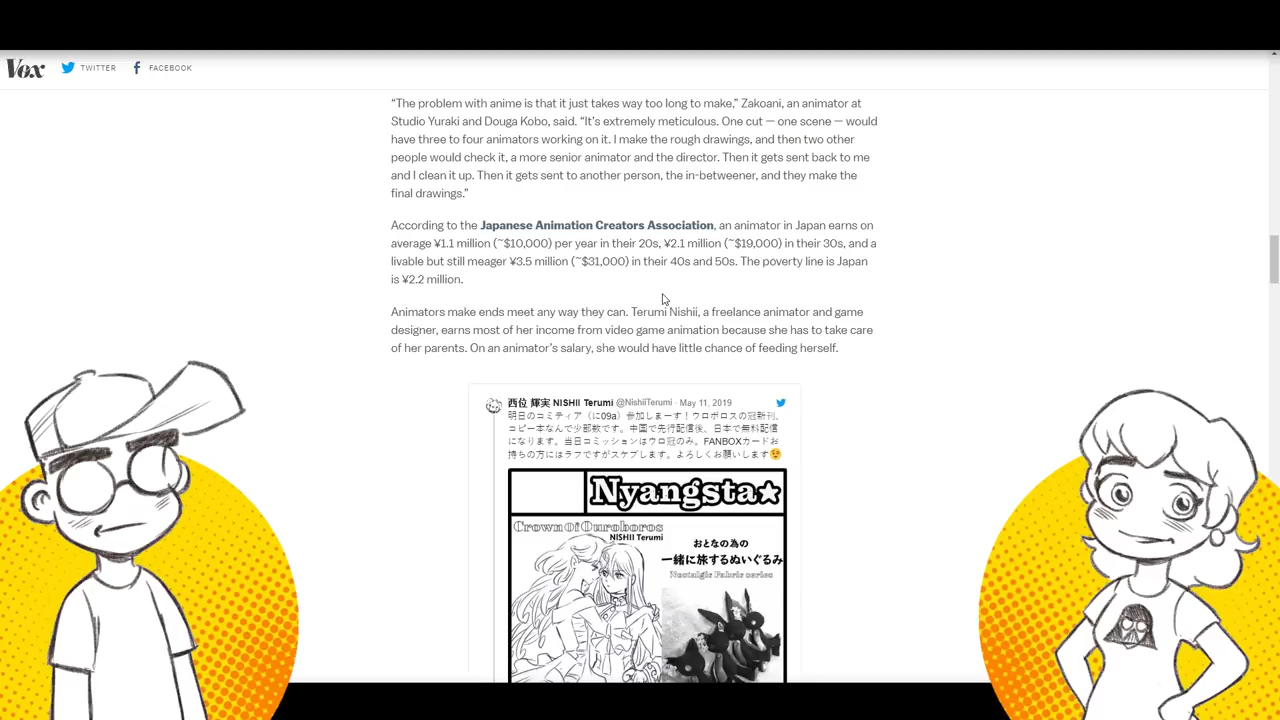 Vox TWITTER FACEBOOK
“The problem with anime is that it just takes way too long to make,” Zakoani, an animator at
Studio Yuraki and Douga Kobo, said. “It's extremely meticulous. One cut — one scene — would
have three to four animators working on it. I make the rough drawings, and then two other
people would check it, a more senior animator and the director. Then it gets sent back to me
and I clean it up. Then it gets sent to another person, the in-betweener, and they make the
final drawings.”
According to the Japanese Animation Creators Association, an animator in Japan earns on
average ¥1.1 million (~$10,000) per year in their 20s, ¥2.1 million (~$19,000) in their 30s, and a
livable but still meager ¥3.5 million (~$31,000) in their 40s and 50s. The poverty line is Japan
is ¥2.2 million.
Animators make ends meet any way they can. Terumi Nishii, a freelance animator and game
designer, earns most of her income from video game animation because she has to take care
of her parents. On an animator's salary, she would have little chance of feeding herself.
西位 輝実 NISHII Terumi @NishiiTerumi · May 11, 2019
明日のコミティア（に09a）参加しまーす！ウロボロスの冠新刊、
コピー本なんで少部数です。中国で先行配信後、日本で無料配信
になります。当日コミッションはウロ冠のみ。FANBOXカードお
持ちの方にはラフですがスケブします。よろしくお願いします😉
Nyangsta★
Crown Of Ouroboros
NISHII Terumi
おとなの為の
一緒に旅するぬいぐるみ
Nostalgic Fabric series